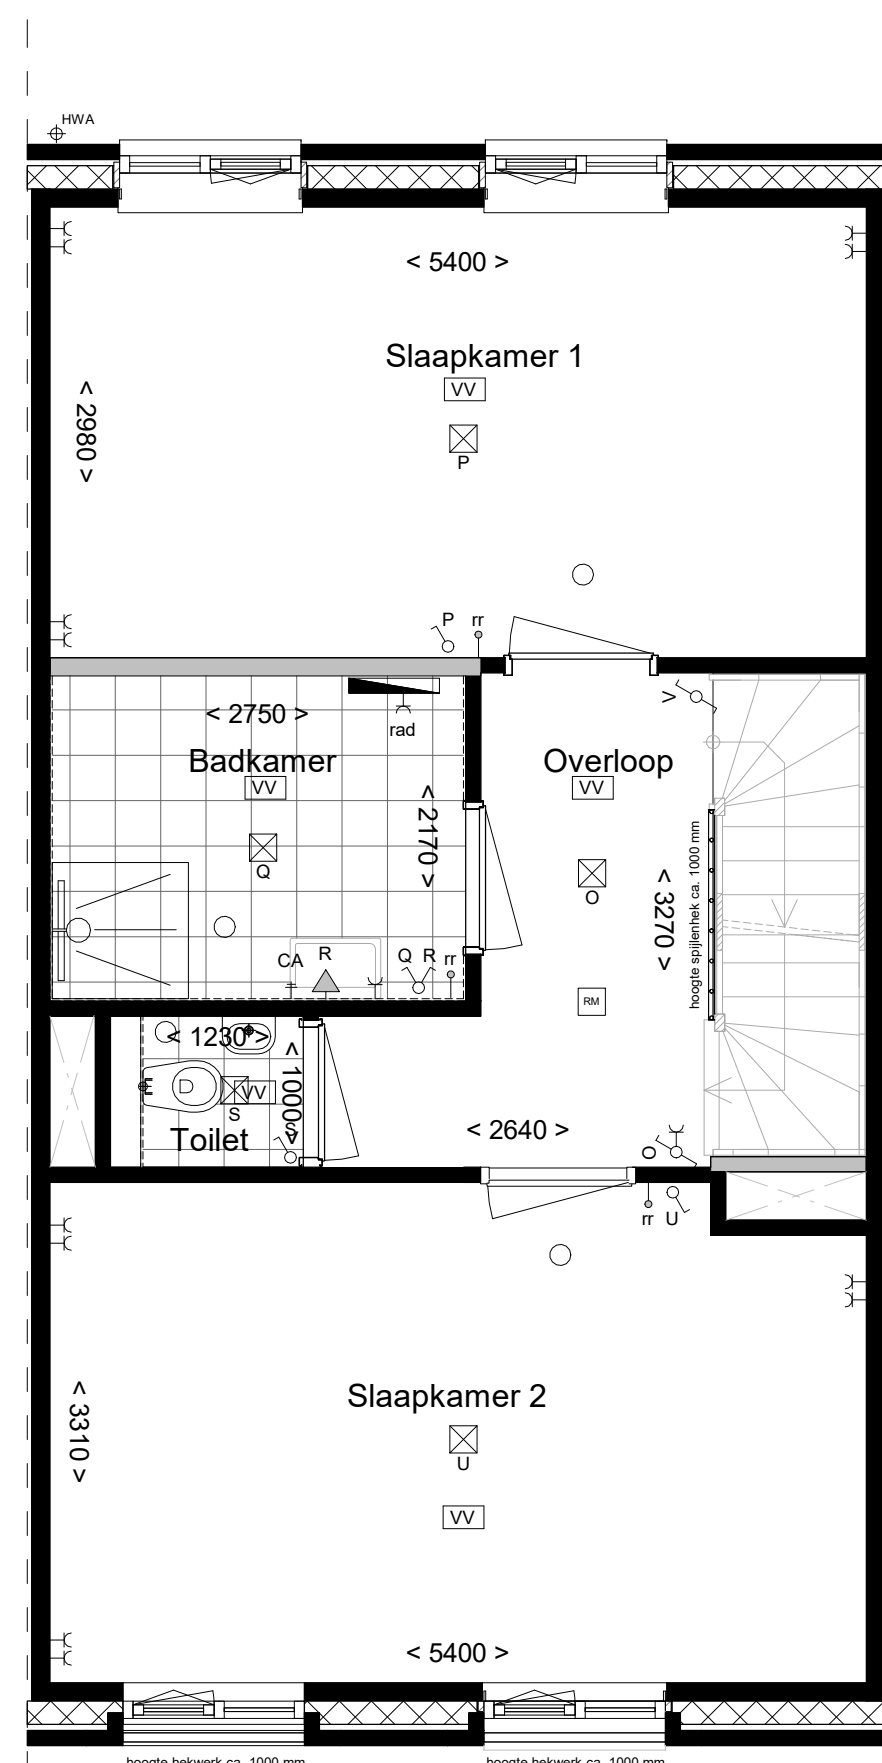 HWA
< 5400 >
Slaapkamer 1
VV
< 2980 >
P
P
rr
V
rad
< 2750 >
Badkamer
VV
Overloop
VV
< 2170 >
Q
O
< 3270 >
hoogte spijlenhek ca. 1000 mm
CA
R
Q
R
rr
RM
< 1230 >
< 1000 >
VV
S
S
Toilet
< 2640 >
O
rr
U
Slaapkamer 2
< 3310 >
U
VV
< 5400 >
hoogte hekwerk ca. 1000 mm
hoogte hekwerk ca. 1000 mm